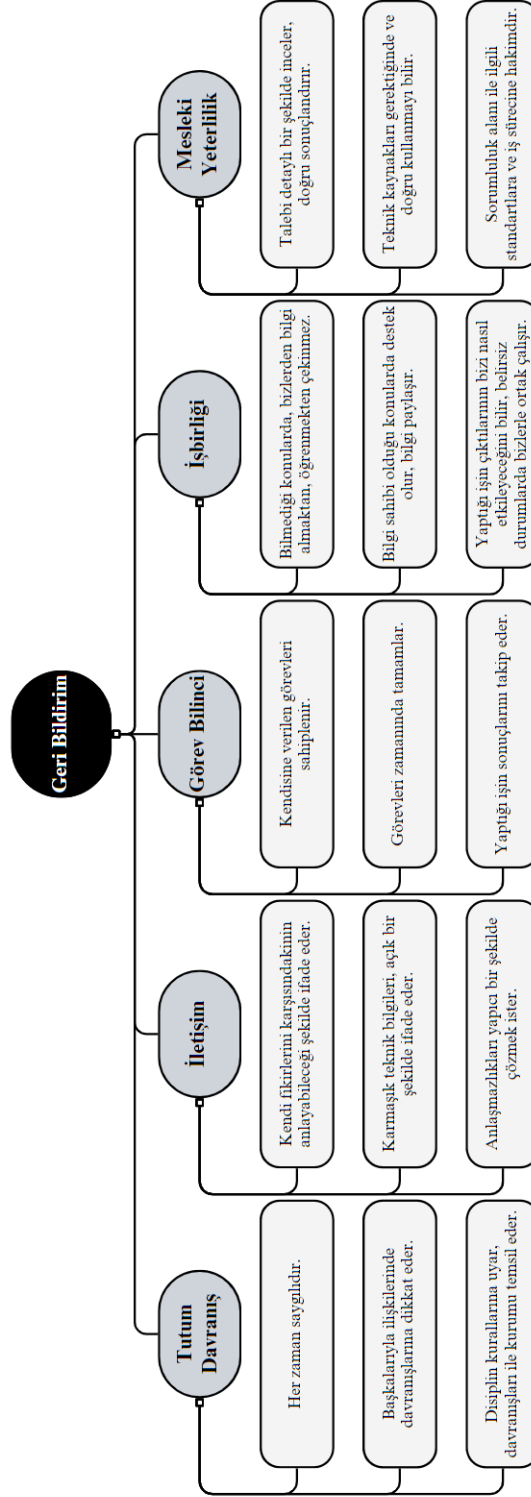 Geri Bildirim
Tutum
Davranış
Her zaman saygılıdır.
Başkalarıyla ilişkilerinde
davranışlarına dikkat eder.
Disiplin kurallarına uyar,
davranışları ile kurumu temsil eder.
İletişim
Kendi fikirlerini karşısındakinin
anlayabileceği şekilde ifade eder.
Karmaşık teknik bilgileri, açık bir
şekilde ifade eder.
Anlaşmazlıkları yapıcı bir şekilde
çözmek ister.
Görev Bilinci
Kendisine verilen görevleri
sahiplenir.
Görevleri zamanında tamamlar.
Yaptığı işin sonuçlarını takip eder.
İşbirliği
Bilmediği konularda, bizlerden bilgi
almaktan, öğrenmekten çekinmez.
Bilgi sahibi olduğu konularda destek
olur, bilgi paylaşır.
Yaptığı işin çıktılarının bizi nasıl
etkileyeceğini bilir, belirsiz
durumlarda bizlerle ortak çalışır.
Mesleki
Yeterlilik
Talebi detaylı bir şekilde inceler,
doğru sonuçlandırır.
Teknik kaynakları gerektiğinde ve
doğru kullanmayı bilir.
Sorumluluk alanı ile ilgili
standartlara ve iş sürecine hakimdir.